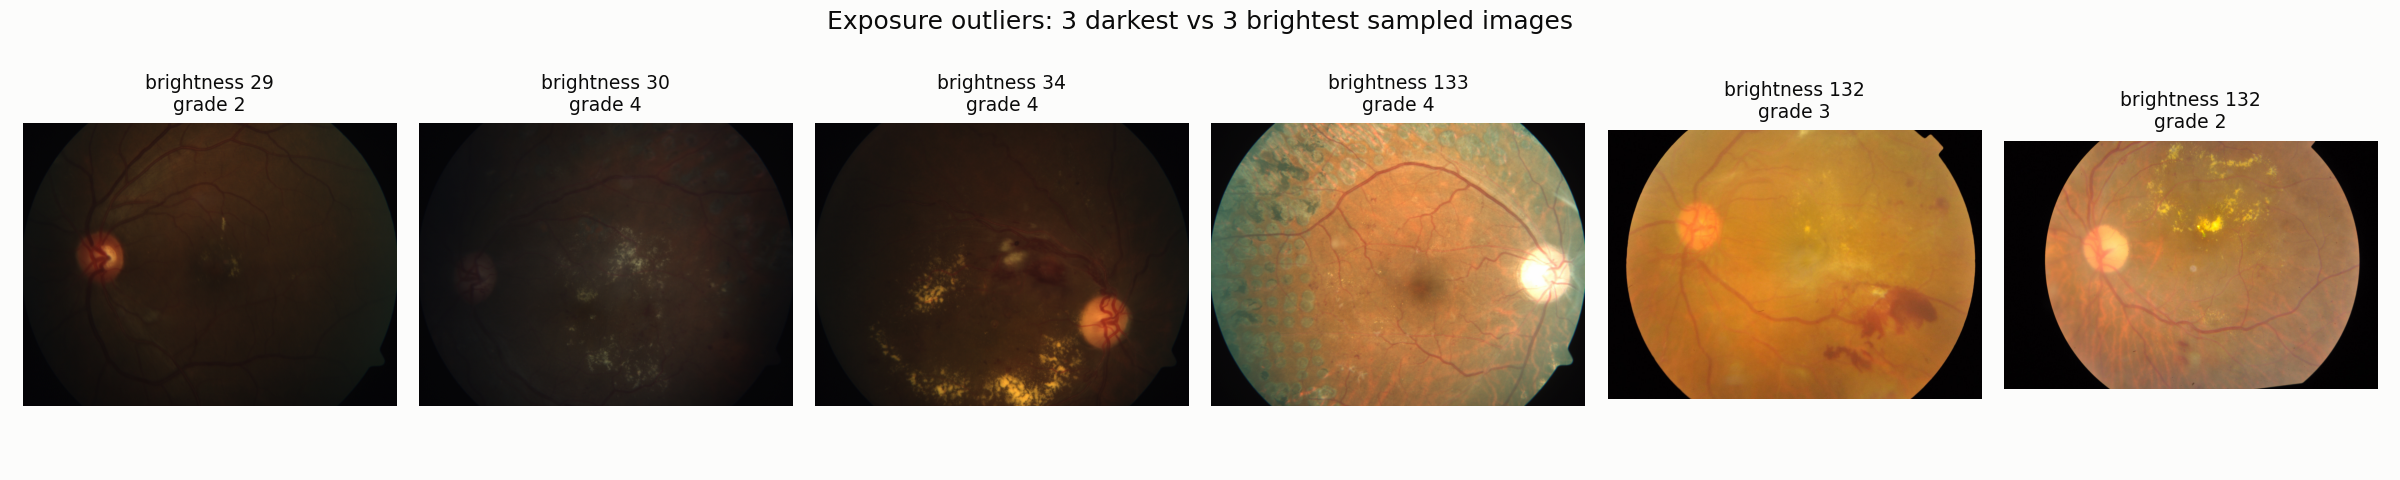 Exposure outliers: 3 darkest vs 3 brightest sampled images
brightness 29
grade 2
brightness 30
grade 4
brightness 34
grade 4
brightness 133
grade 4
brightness 132
grade 3
brightness 132
grade 2